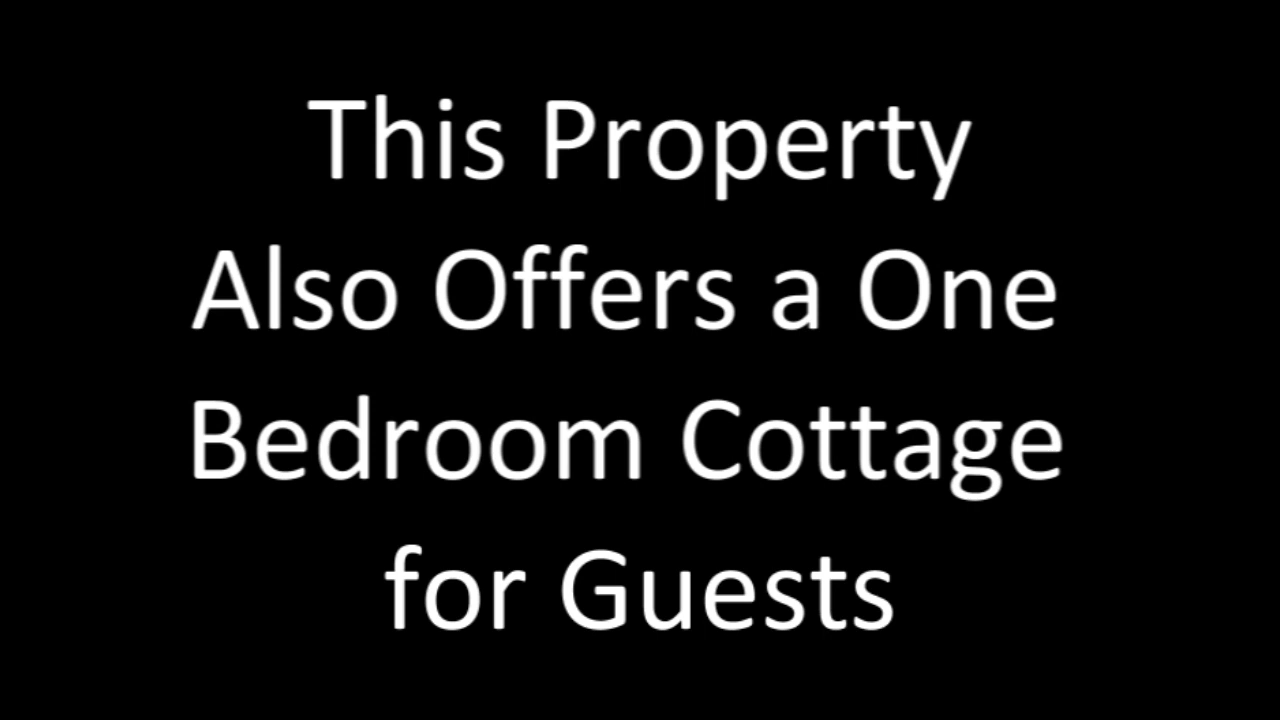 This Property
Also Offers a One
Bedroom Cottage
for Guests